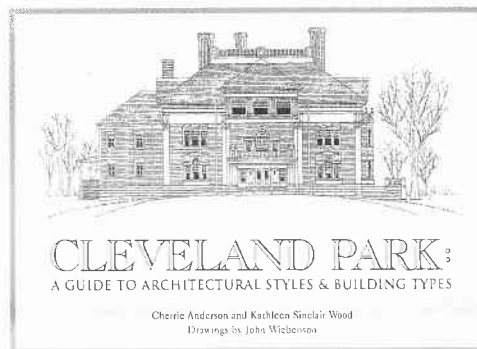 CLEVELAND PARK:
A GUIDE TO ARCHITECTURAL STYLES & BUILDING TYPES
Cherrie Anderson and Kathleen Sinclair Wood
Drawings by John Wiebenson